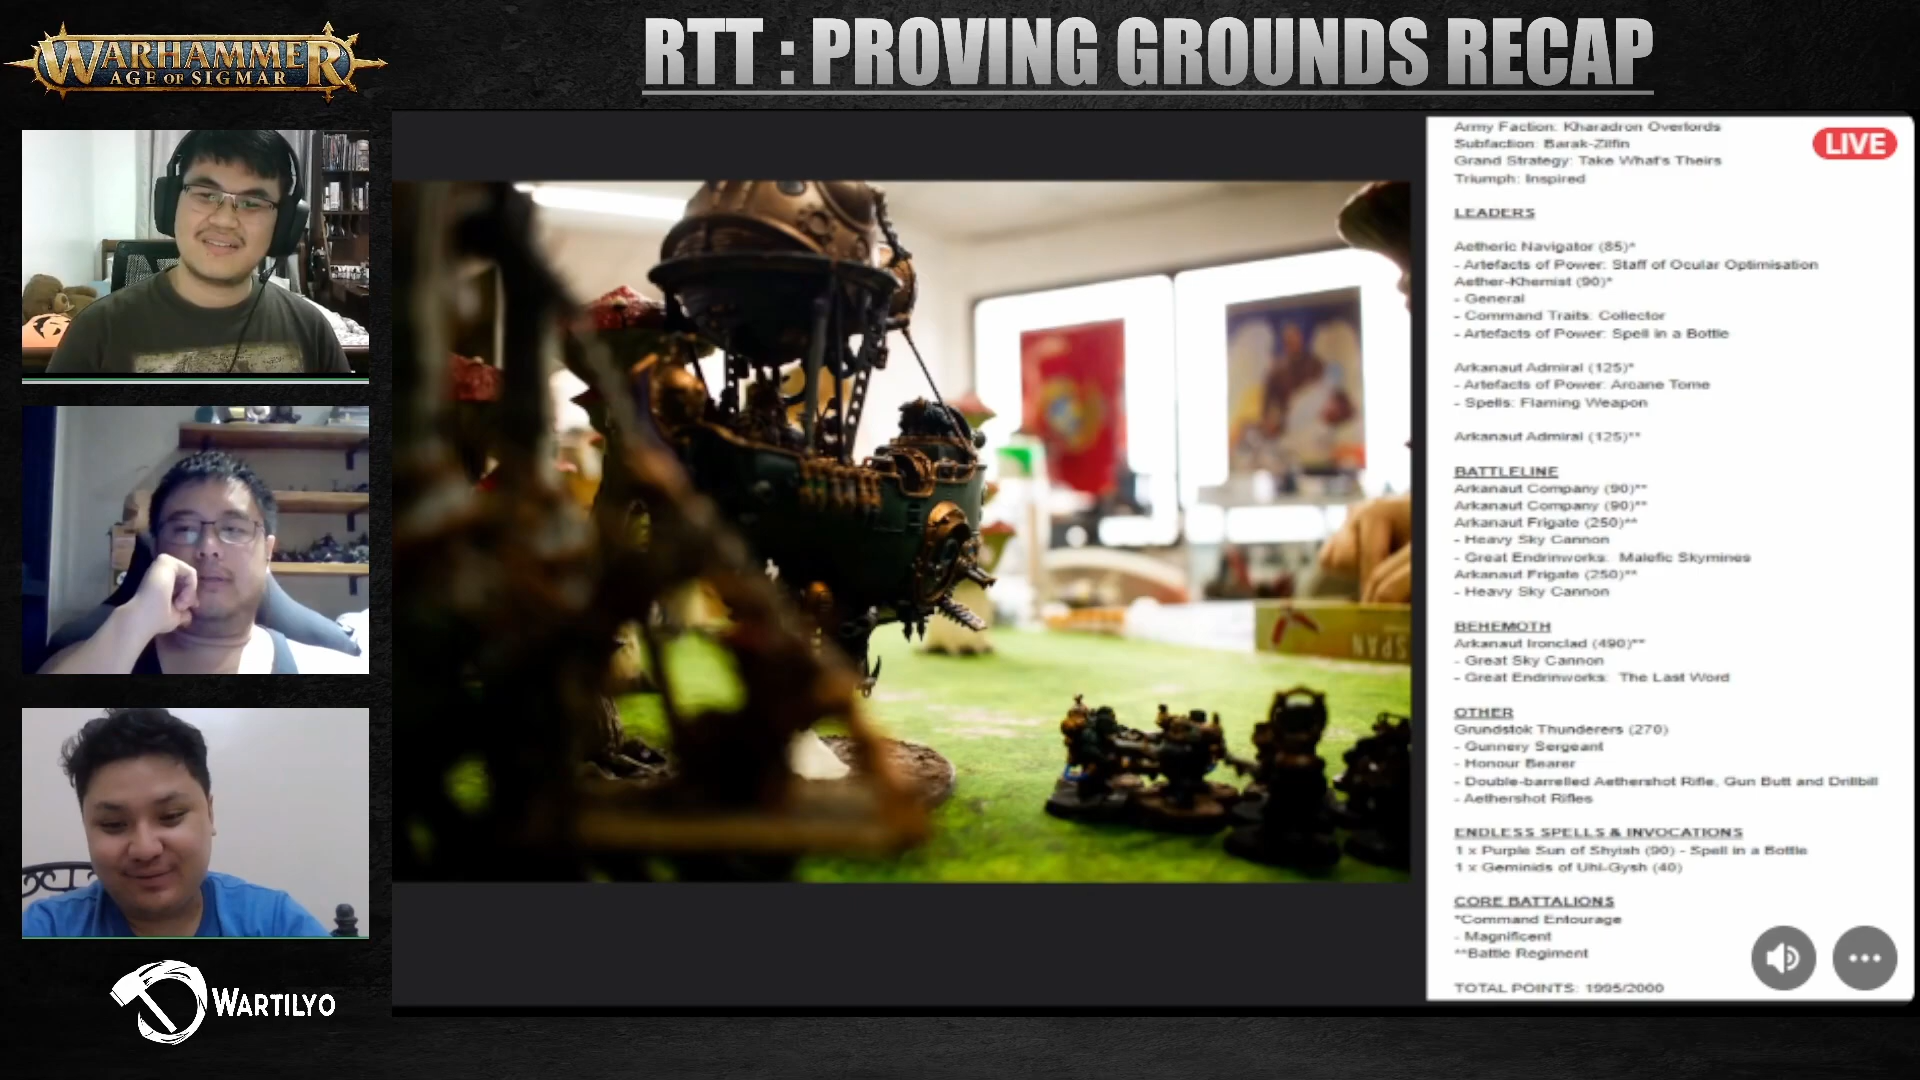 WARHAMMER
AGE OF SIGMAR
RTT : PROVING GROUNDS RECAP
LIVE
Army Faction: Kharadron Overlords
Subfaction: Barak-Zilfin
Grand Strategy: Take What's Theirs
Triumph: Inspired
LEADERS
Aetheric Navigator (85)*
- Artefacts of Power: Staff of Ocular Optimisation
Aether-Khemist (90)*
- General
- Command Traits: Collector
- Artefacts of Power: Spell in a Bottle
Arkanaut Admiral (125)*
- Artefacts of Power: Arcane Tome
- Spells: Flaming Weapon
Arkanaut Admiral (125)**
BATTLELINE
Arkanaut Company (90)**
Arkanaut Company (90)**
Arkanaut Frigate (250)**
- Heavy Sky Cannon
- Great Endrinworks:  Malefic Skymines
Arkanaut Frigate (250)**
- Heavy Sky Cannon
BEHEMOTH
Arkanaut Ironclad (490)**
- Great Sky Cannon
- Great Endrinworks:  The Last Word
OTHER
Grundstok Thunderers (270)
- Gunnery Sergeant
- Honour Bearer
- Double-barrelled Aethershot Rifle, Gun Butt and Drillbill
- Aethershot Rifles
ENDLESS SPELLS & INVOCATIONS
1 x Purple Sun of Shyish (90) - Spell in a Bottle
1 x Geminids of Uhl-Gysh (40)
CORE BATTALIONS
*Command Entourage
- Magnificent
**Battle Regiment
TOTAL POINTS: 1995/2000
SPAN
WARTILYO